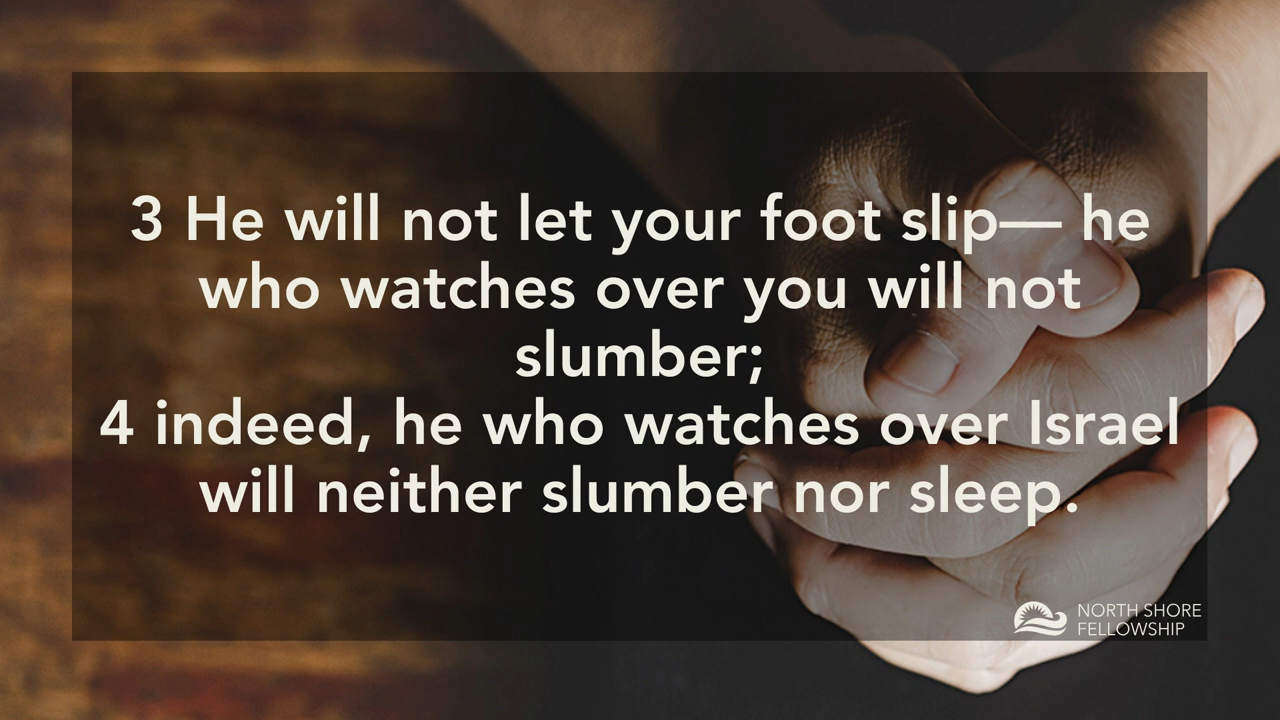 3 He will not let your foot slip— he
who watches over you will not
slumber;
4 indeed, he who watches over Israel
will neither slumber nor sleep.
NORTH SHORE
FELLOWSHIP